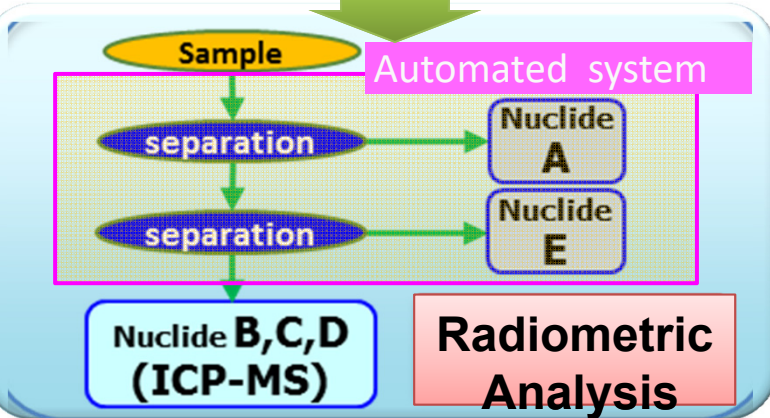 Sample
Automated system
separation
Nuclide
A
separation
Nuclide
E
Nuclide B,C,D
(ICP-MS)
Radiometric
Analysis